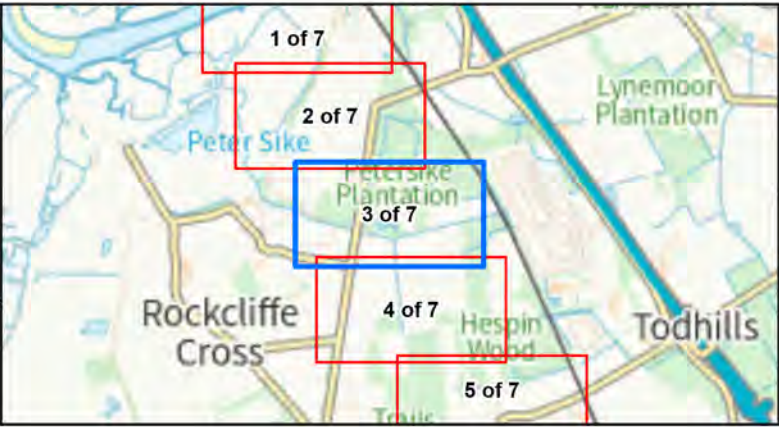 1 of 7
Lynemoor
Plantation
2 of 7
Peter Sike
Petersike
Plantation
3 of 7
Rockcliffe
Cross
4 of 7
Hespin
Wood
Todhills
5 of 7